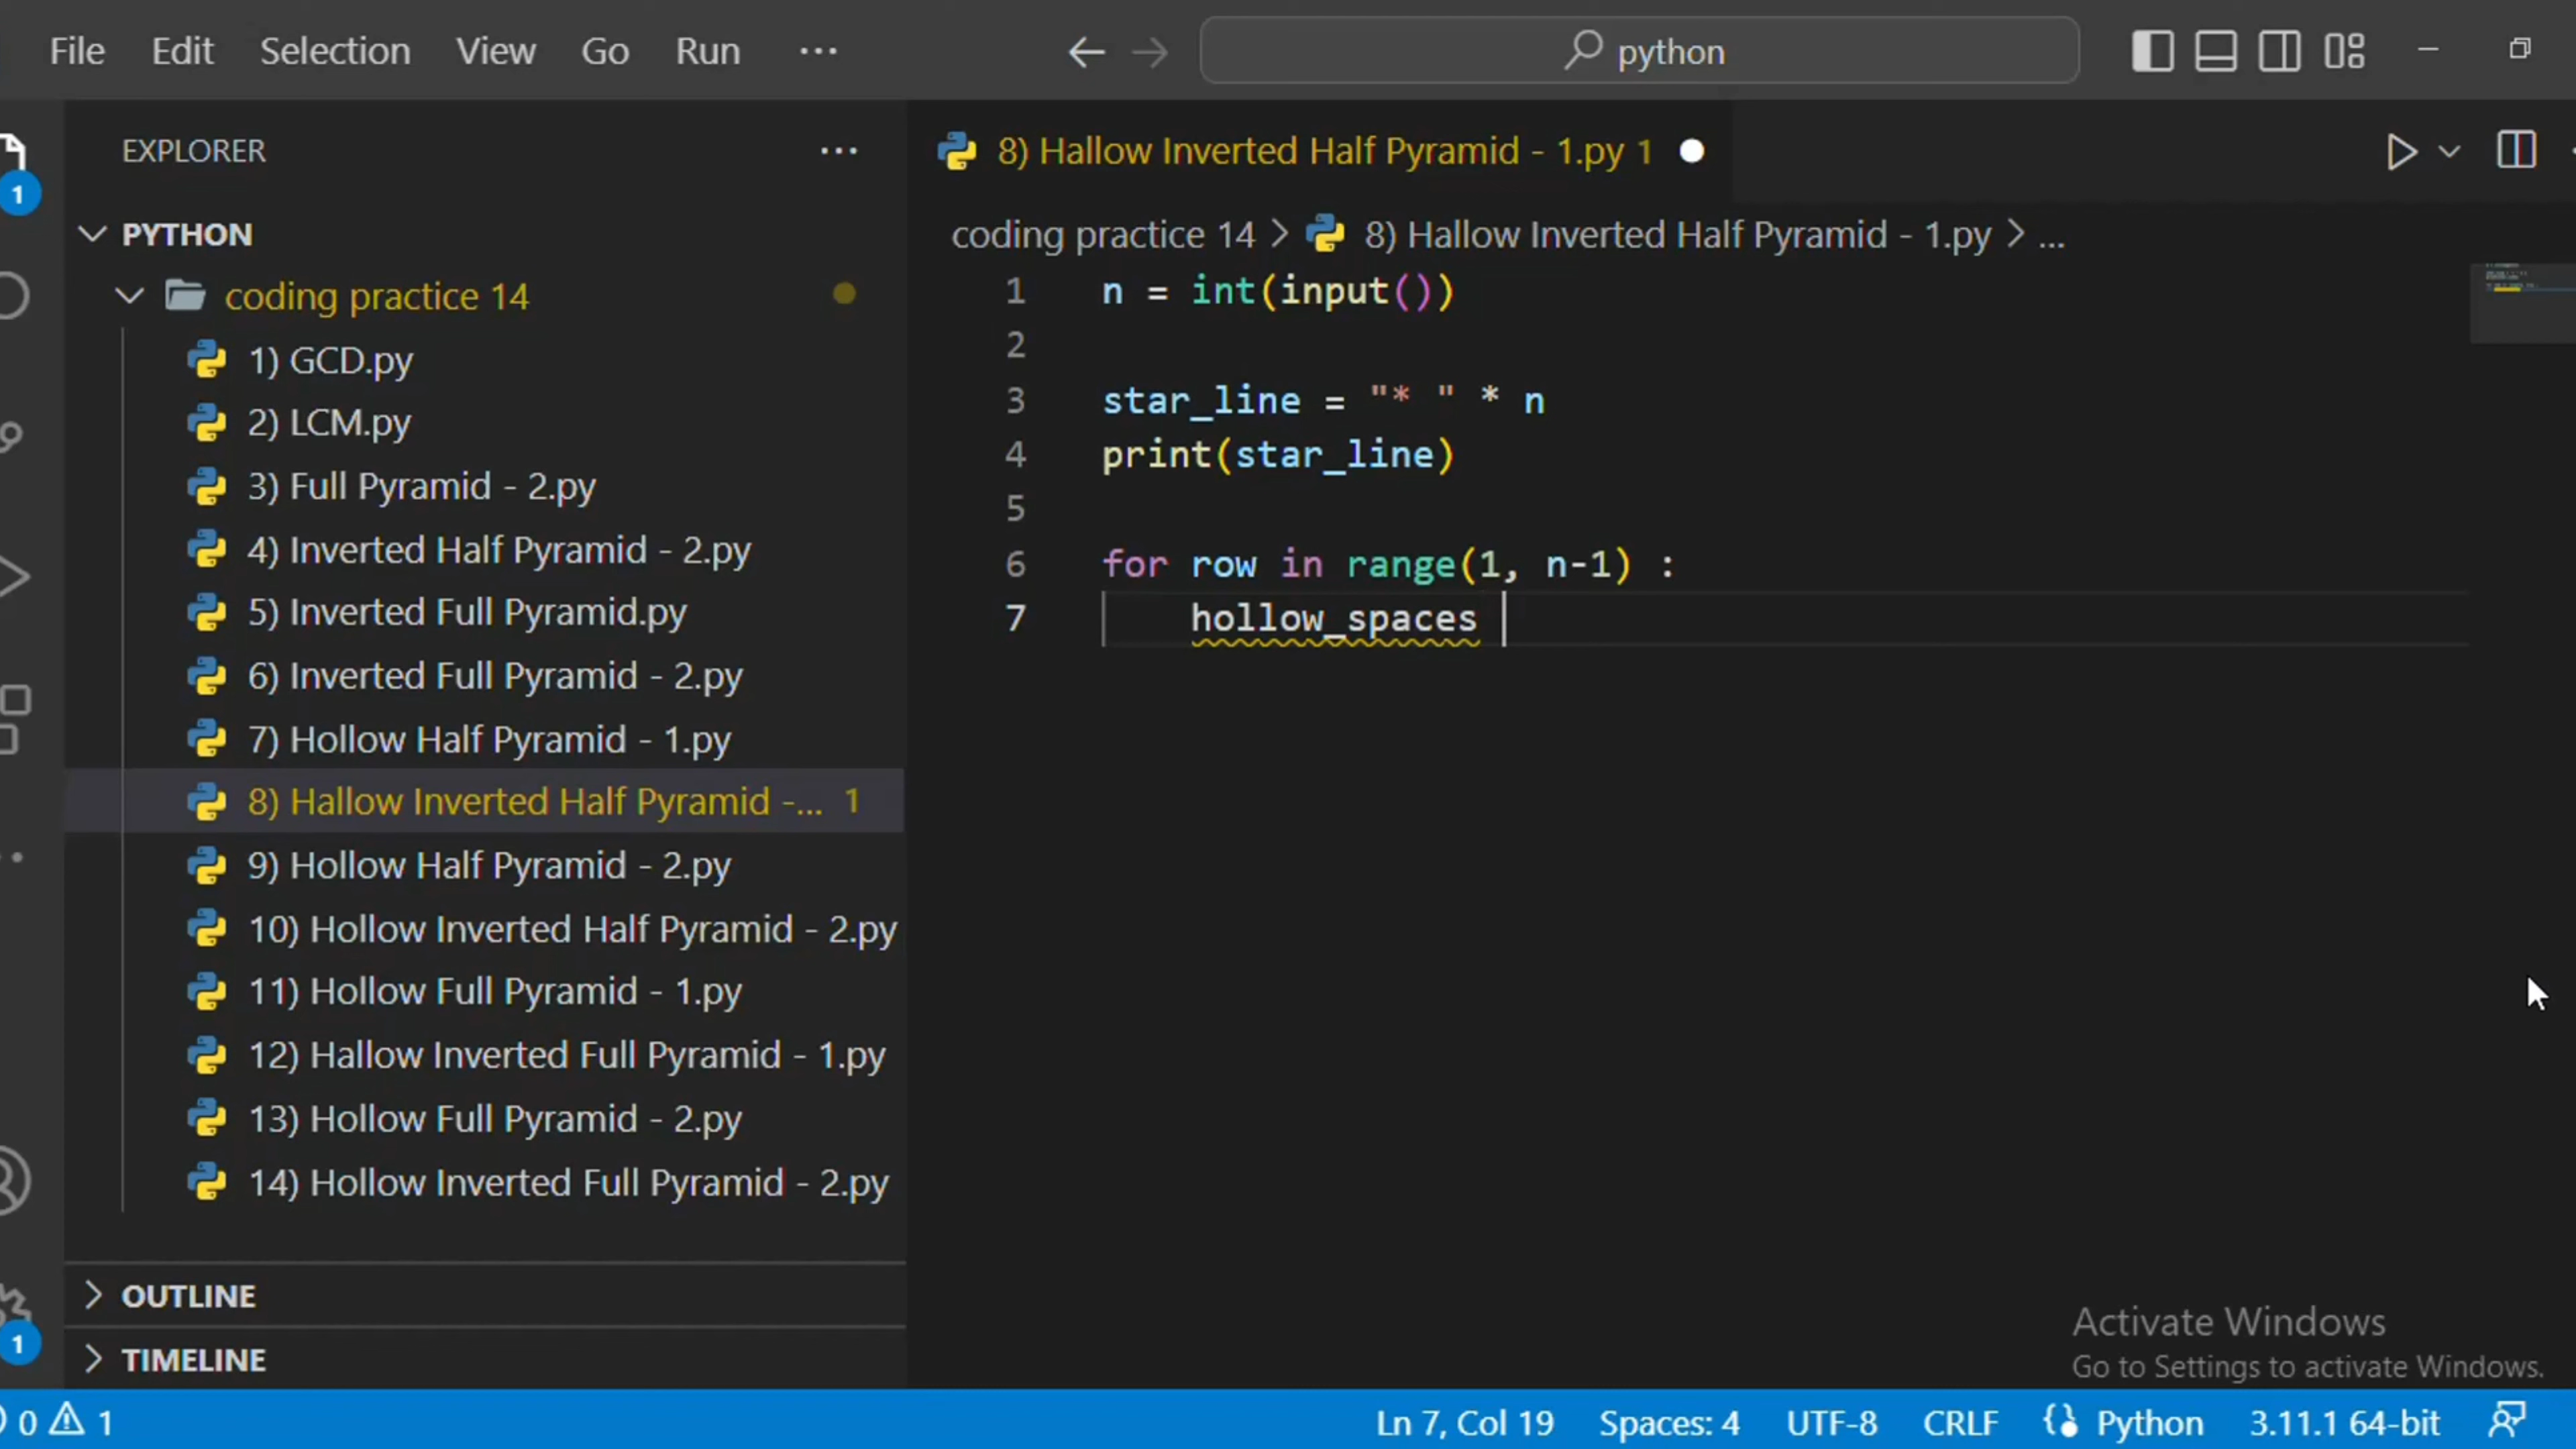 File Edit Selection View Go Run ...
python
EXPLORER ...
8) Hallow Inverted Half Pyramid - 1.py 1
1
PYTHON
coding practice 14
1) GCD.py
2) LCM.py
3) Full Pyramid - 2.py
4) Inverted Half Pyramid - 2.py
5) Inverted Full Pyramid.py
6) Inverted Full Pyramid - 2.py
7) Hollow Half Pyramid - 1.py
8) Hallow Inverted Half Pyramid -... 1
9) Hollow Half Pyramid - 2.py
10) Hollow Inverted Half Pyramid - 2.py
11) Hollow Full Pyramid - 1.py
12) Hallow Inverted Full Pyramid - 1.py
13) Hollow Full Pyramid - 2.py
14) Hollow Inverted Full Pyramid - 2.py
OUTLINE
1
TIMELINE
coding practice 14 > 8) Hallow Inverted Half Pyramid - 1.py > ...
1 n = int(input())
2
3 star_line = "* " * n
4 print(star_line)
5
6 for row in range(1, n-1) :
7     hollow_spaces
Activate Windows
Go to Settings to activate Windows.
0 1 Ln 7, Col 19 Spaces: 4 UTF-8 CRLF Python 3.11.1 64-bit